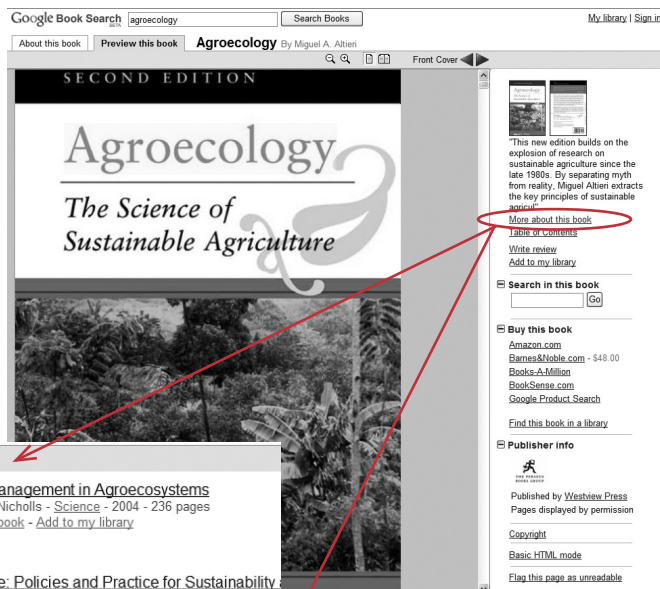 Google Book Search BETA agroecology Search Books My library | Sign in
About this book Preview this book Agroecology By Miguel A. Altieri
Front Cover
SECOND EDITION
Agroecology
The Science of
Sustainable Agriculture
"This new edition builds on the
explosion of research on
sustainable agriculture since the
late 1980s. By separating myth
from reality, Miguel Altieri extracts
the key principles of sustainable
agricul"
More about this book
Table of Contents
Write review
Add to my library
Search in this book
Go
Buy this book
Amazon.com
Barnes&Noble.com - $48.00
Books-A-Million
BookSense.com
Google Product Search
Find this book in a library
Publisher info
THE PERSEUS
BOOKS GROUP
Published by Westview Press
Pages displayed by permission
Copyright
Basic HTML mode
Flag this page as unreadable
anagement in Agroecosystems
Nicholls - Science - 2004 - 236 pages
book - Add to my library
e: Policies and Practice for Sustainability